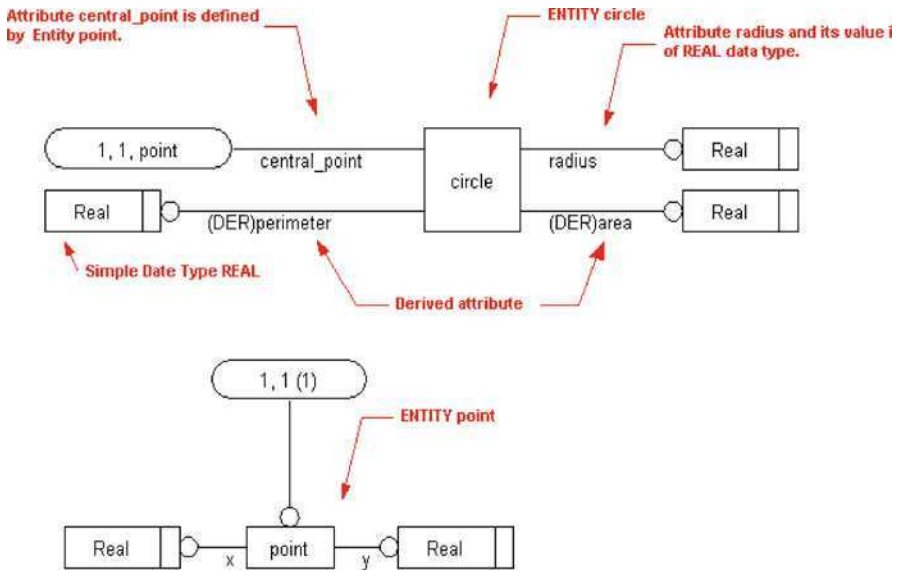 Attribute central_point is defined
by Entity point.
ENTITY circle
Attribute radius and its value i
of REAL data type.
1, 1, point
central_point
circle
radius
Real
Real
(DER)perimeter
(DER)area
Real
Simple Date Type REAL
Derived attribute
1, 1 (1)
ENTITY point
Real
x
point
y
Real